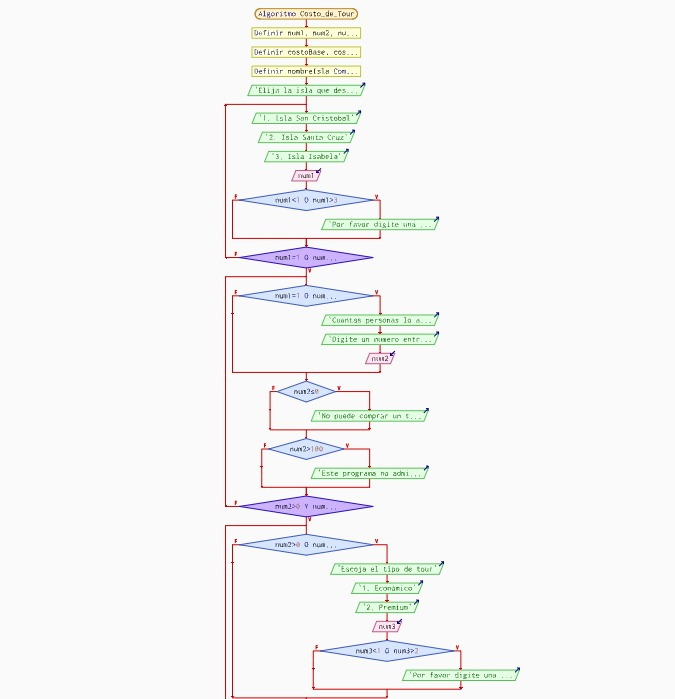 Algoritmo Costo_de_Tour
Definir num1, num2, nu...
Definir costoBase, cos...
Definir nombreIsla Com...
'Elija la isla que des...
'1. Isla San Cristobal'
'2. Isla Santa Cruz'
'3. Isla Isabela'
num1
F num1<1 O num1>3 V
'Por favor digite una ...
F num1=1 O num...
V
F num1=1 O num... V
'Cuantas personas lo a...
'Digite un numero entr...
num2
F num2≤0 V
'No puede comprar un t...
F num2>100 V
'Este programa no admi...
F num2>0 Y num...
V
F num2>0 O num... V
'Escoja el tipo de tour'
'1. Económico'
'2. Premium'
num3
F num3<1 O num3>2 V
'Por favor digite una ...